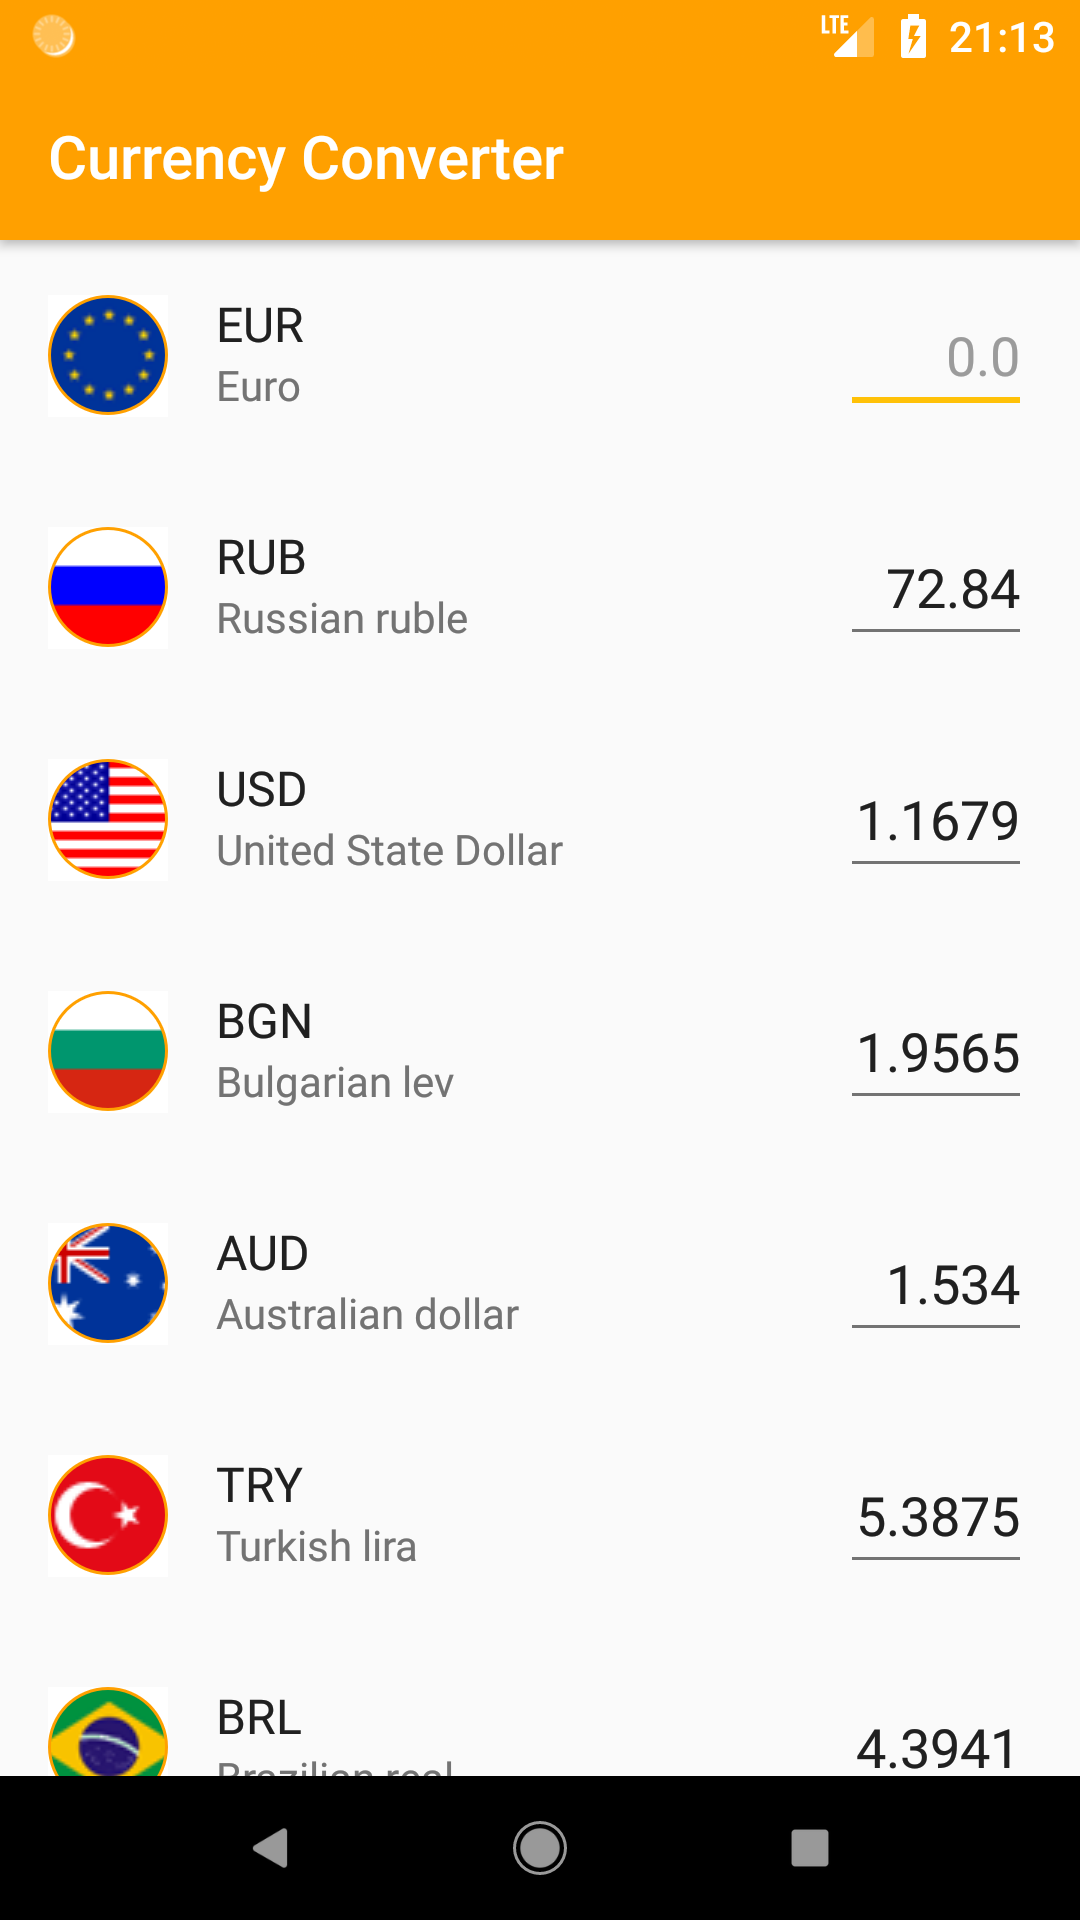 LTE 21:13
Currency Converter
EUR
Euro
0.0
RUB
Russian ruble
72.84
USD
United State Dollar
1.1679
BGN
Bulgarian lev
1.9565
AUD
Australian dollar
1.534
TRY
Turkish lira
5.3875
BRL
Brazilian real
4.3941